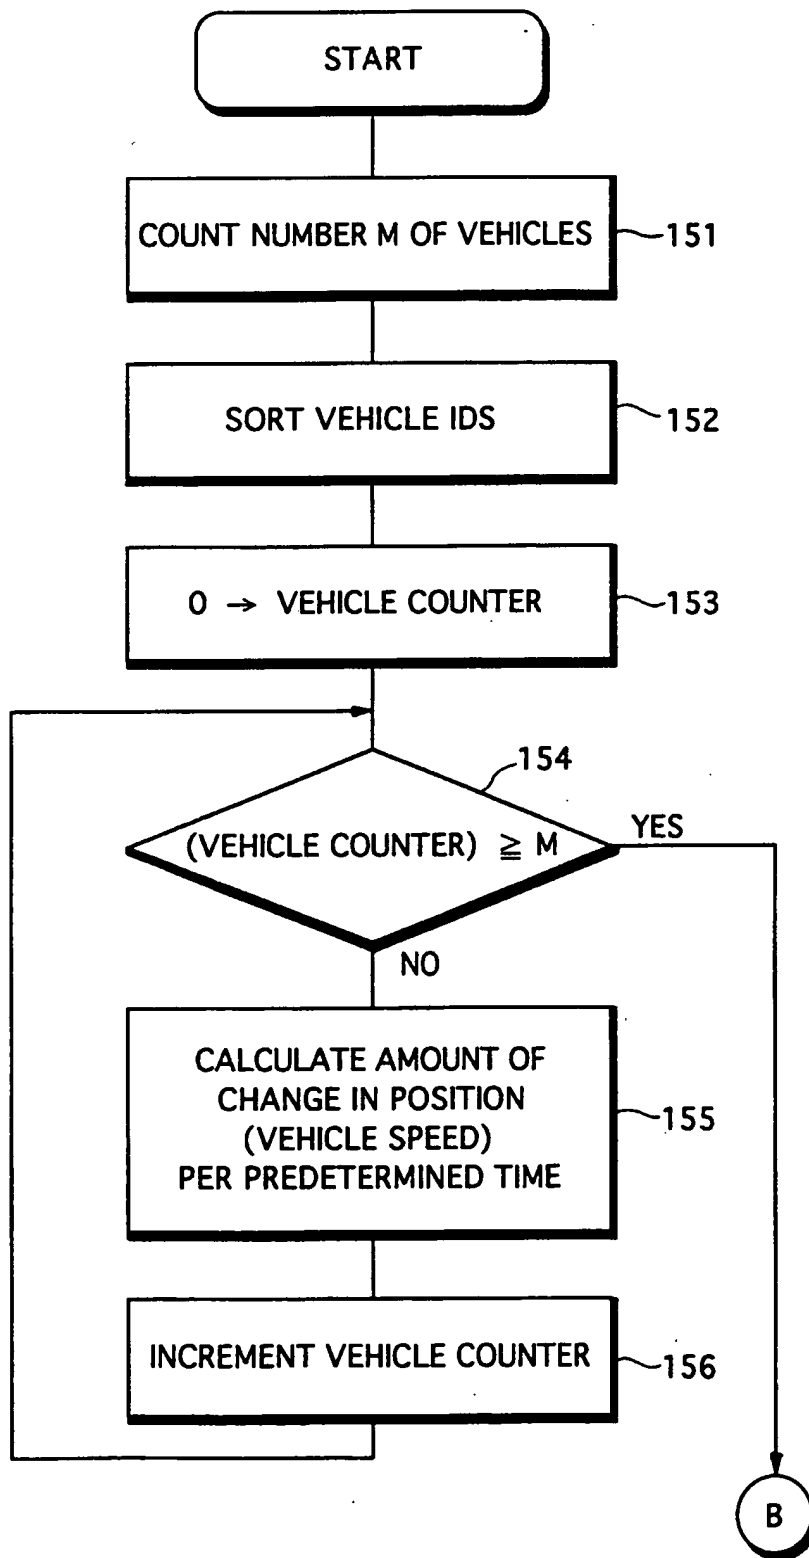 START
COUNT NUMBER M OF VEHICLES
151
SORT VEHICLE IDS
152
0 → VEHICLE COUNTER
153
154
(VEHICLE COUNTER) ≧ M
YES
NO
CALCULATE AMOUNT OF
CHANGE IN POSITION
(VEHICLE SPEED)
PER PREDETERMINED TIME
155
INCREMENT VEHICLE COUNTER
156
B